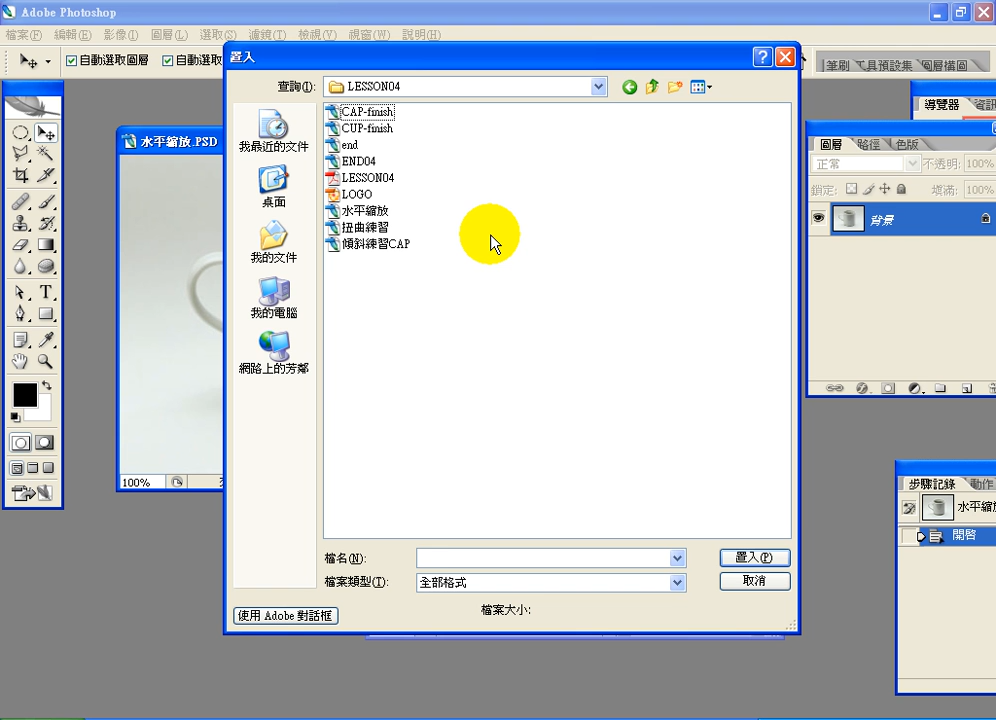 Adobe Photoshop
檔案(F) 編輯(E) 影像(I) 圖層(L) 選取(S) 濾鏡(T) 檢視(V) 視窗(W) 說明(H)
自動選取圖層 自動選取
筆刷 工具預設集 圖層構圖
置入
查詢(I): LESSON04
我最近的文件
桌面
我的文件
我的電腦
網路上的芳鄰
CAP-finish
CUP-finish
end
END04
LESSON04
LOGO
水平縮放
扭曲練習
傾斜練習CAP
檔名(N):
置入(P)
檔案類型(T): 全部格式
取消
使用 Adobe 對話框
檔案大小:
水平縮放.PSD
100%
導覽器 資訊
圖層 路徑 色版
正常 不透明: 100%
鎖定: 填滿: 100%
背景
步驟記錄 動作
水平縮放
開啓